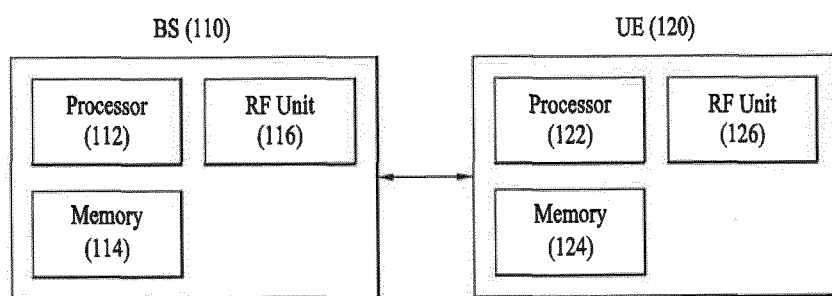 BS (110)
Processor
(112)
RF Unit
(116)
Memory
(114)
UE (120)
Processor
(122)
RF Unit
(126)
Memory
(124)